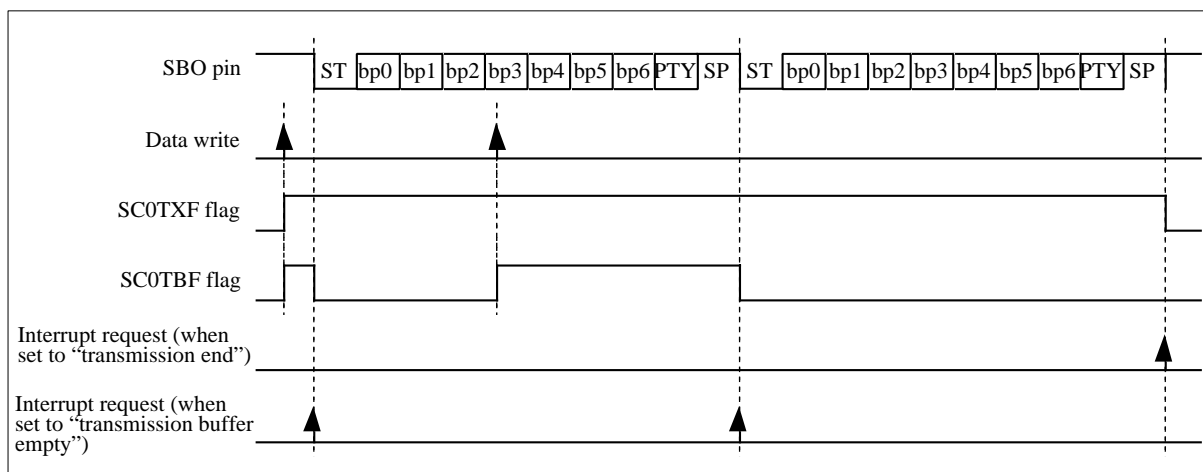 SBO pin
ST bp0 bp1 bp2 bp3 bp4 bp5 bp6 PTY SP ST bp0 bp1 bp2 bp3 bp4 bp5 bp6 PTY SP
Data write
SC0TXF flag
SC0TBF flag
Interrupt request (when
set to “transmission end”)
Interrupt request (when
set to “transmission buffer
empty”)